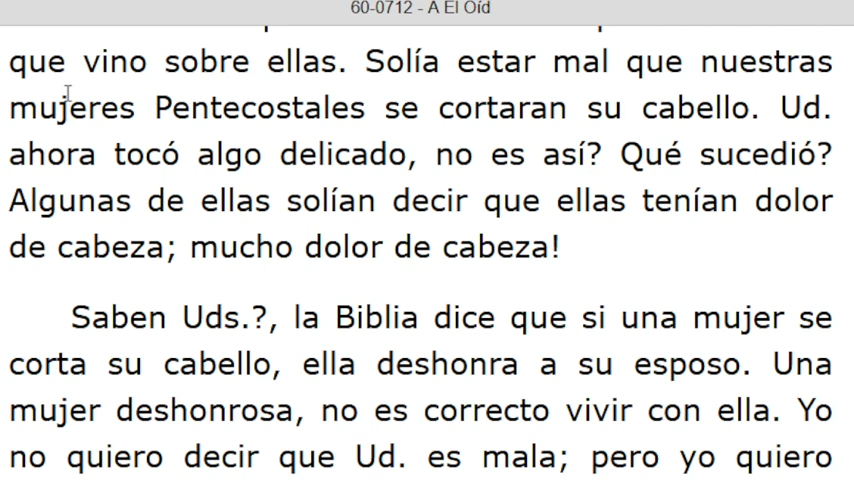 60-0712 - A El Oíd
que vino sobre ellas. Solía estar mal que nuestras
mujeres Pentecostales se cortaran su cabello. Ud.
ahora tocó algo delicado, no es así? Qué sucedió?
Algunas de ellas solían decir que ellas tenían dolor
de cabeza; mucho dolor de cabeza!
Saben Uds.?, la Biblia dice que si una mujer se
corta su cabello, ella deshonra a su esposo. Una
mujer deshonrosa, no es correcto vivir con ella. Yo
no quiero decir que Ud. es mala; pero yo quiero